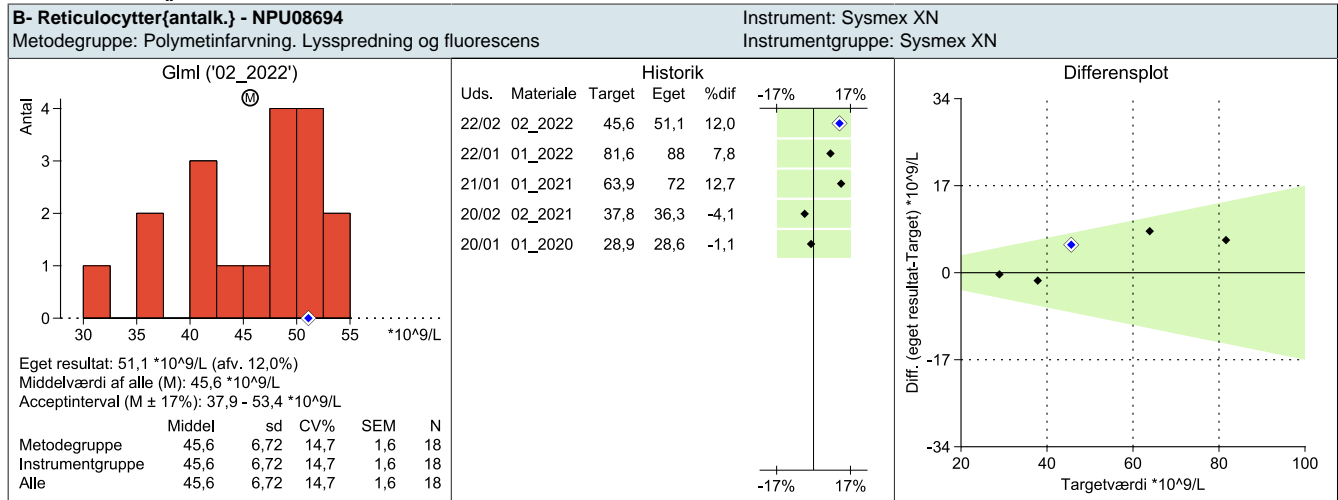 B- Reticulocytter{antalk.} - NPU08694
Instrument: Sysmex XN
Metodegruppe: Polymetinfarvning. Lysspredning og fluorescens
Instrumentgruppe: Sysmex XN
Glml ('02_2022')
M
Antal
4
3
2
1
0
30 35 40 45 50 55 *10^9/L
Eget resultat: 51,1 *10^9/L (afv. 12,0%)
Middelværdi af alle (M): 45,6 *10^9/L
Acceptinterval (M ± 17%): 37,9 - 53,4 *10^9/L
Middel sd CV% SEM N
Metodegruppe 45,6 6,72 14,7 1,6 18
Instrumentgruppe 45,6 6,72 14,7 1,6 18
Alle 45,6 6,72 14,7 1,6 18
Historik
Uds. Materiale Target Eget %dif -17% 17%
22/02 02_2022 45,6 51,1 12,0
22/01 01_2022 81,6 88 7,8
21/01 01_2021 63,9 72 12,7
20/02 02_2021 37,8 36,3 -4,1
20/01 01_2020 28,9 28,6 -1,1
-17% 17%
Differensplot
Diff. (eget resultat-Target) *10^9/L
34
17
0
-17
-34
20 40 60 80 100
Targetværdi *10^9/L